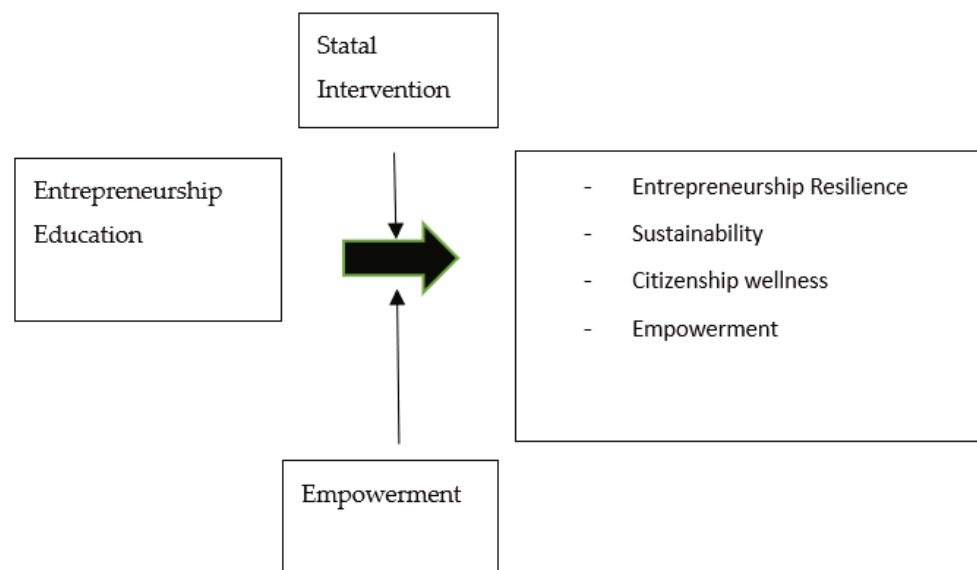 Statal
Intervention
Entrepreneurship
Education
- Entrepreneurship Resilience
- Sustainability
- Citizenship wellness
- Empowerment
Empowerment